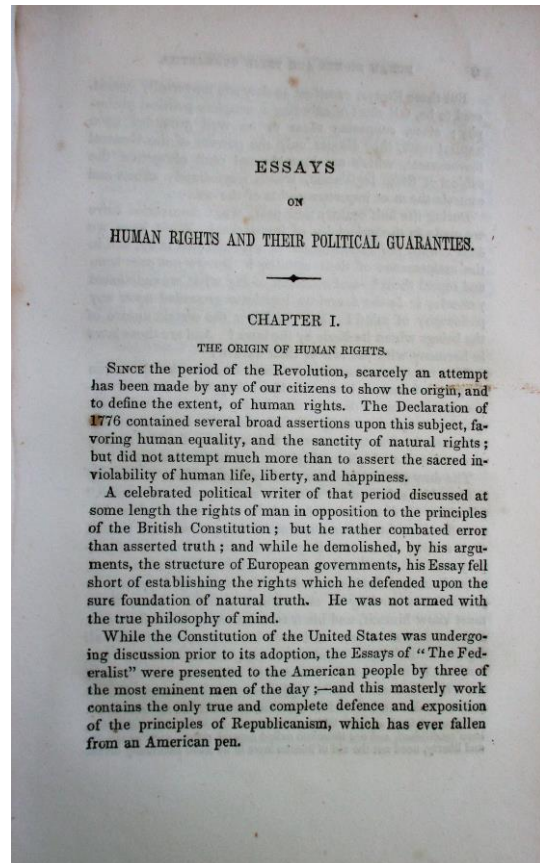 ESSAYS
ON
HUMAN RIGHTS AND THEIR POLITICAL GUARANTIES.
CHAPTER I.
THE ORIGIN OF HUMAN RIGHTS.
SINCE the period of the Revolution, scarcely an attempt
has been made by any of our citizens to show the origin, and
to define the extent, of human rights. The Declaration of
1776 contained several broad assertions upon this subject, fa-
voring human equality, and the sanctity of natural rights;
but did not attempt much more than to assert the sacred in-
violability of human life, liberty, and happiness.
A celebrated political writer of that period discussed at
some length the rights of man in opposition to the principles
of the British Constitution; but he rather combated error
than asserted truth; and while he demolished, by his argu-
ments, the structure of European governments, his Essay fell
short of establishing the rights which he defended upon the
sure foundation of natural truth. He was not armed with
the true philosophy of mind.
While the Constitution of the United States was undergo-
ing discussion prior to its adoption, the Essays of "The Fed-
eralist" were presented to the American people by three of
the most eminent men of the day;—and this masterly work
contains the only true and complete defence and exposition
of the principles of Republicanism, which has ever fallen
from an American pen.